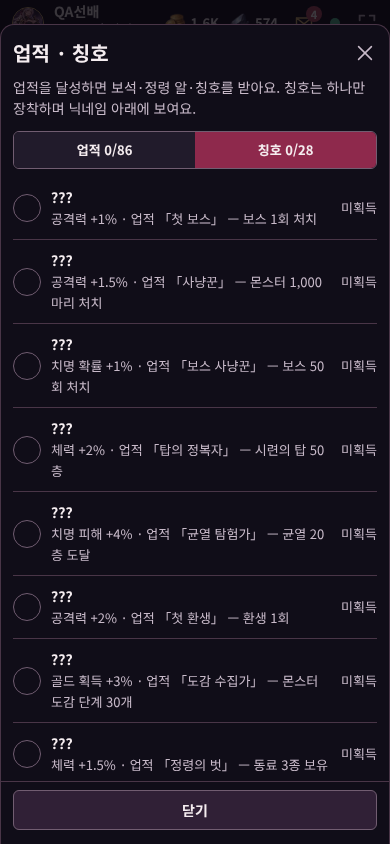 QA선배
1.6K
574
4
업적 · 칭호
업적을 달성하면 보석·정령 알·칭호를 받아요. 칭호는 하나만
장착하며 닉네임 아래에 보여요.
업적 0/86
칭호 0/28
???
공격력 +1% · 업적 「첫 보스」 — 보스 1회 처치
미획득
???
공격력 +1.5% · 업적 「사냥꾼」 — 몬스터 1,000
마리 처치
미획득
???
치명 확률 +1% · 업적 「보스 사냥꾼」 — 보스 50
회 처치
미획득
???
체력 +2% · 업적 「탑의 정복자」 — 시련의 탑 50
층
미획득
???
치명 피해 +4% · 업적 「균열 탐험가」 — 균열 20
층 도달
미획득
???
공격력 +2% · 업적 「첫 환생」 — 환생 1회
미획득
???
골드 획득 +3% · 업적 「도감 수집가」 — 몬스터
도감 단계 30개
미획득
???
체력 +1.5% · 업적 「정령의 벗」 — 동료 3종 보유
미획득
닫기